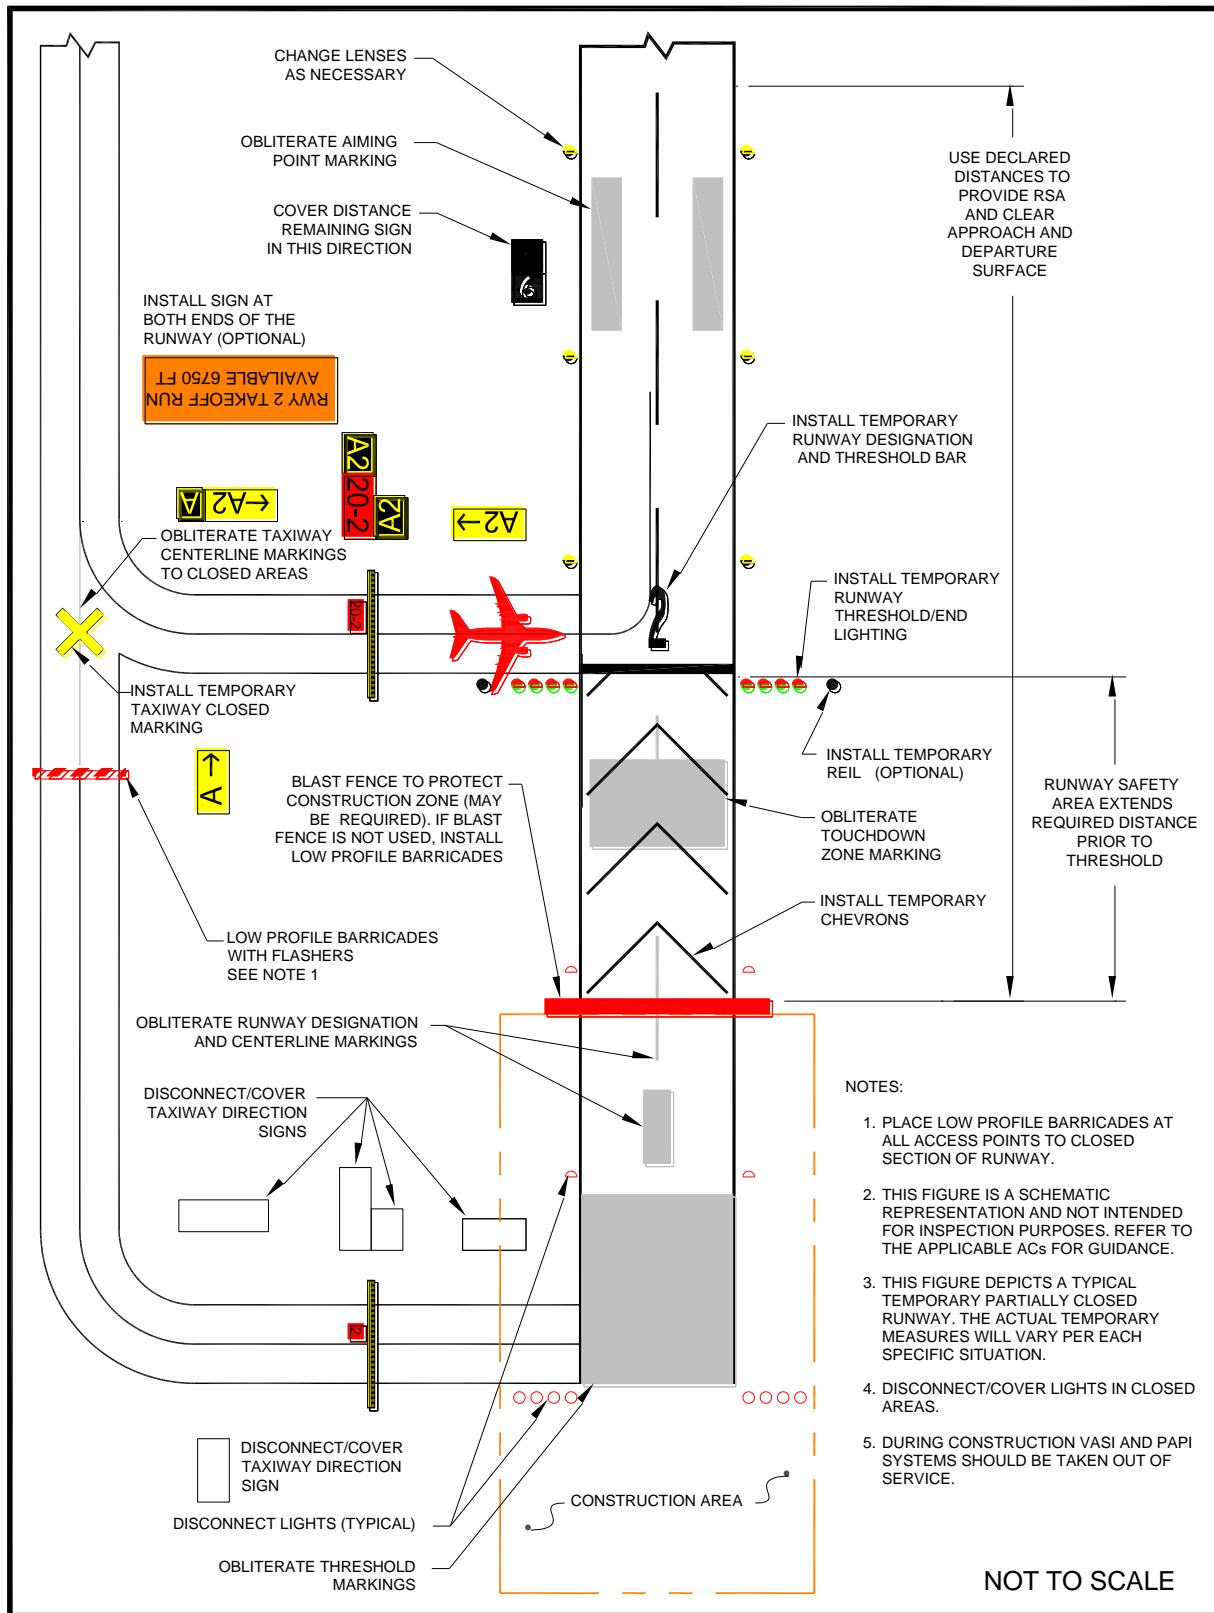 CHANGE LENSES
AS NECESSARY
OBLITERATE AIMING
POINT MARKING
COVER DISTANCE
REMAINING SIGN
IN THIS DIRECTION
6
INSTALL SIGN AT
BOTH ENDS OF THE
RUNWAY (OPTIONAL)
RWY 2 TAKEOFF RUN
AVAILABLE 6750 FT
USE DECLARED
DISTANCES TO
PROVIDE RSA
AND CLEAR
APPROACH AND
DEPARTURE
SURFACE
A2
20-2
A2
A
←A2
A2→
INSTALL TEMPORARY
RUNWAY DESIGNATION
AND THRESHOLD BAR
OBLITERATE TAXIWAY
CENTERLINE MARKINGS
TO CLOSED AREAS
20-2
2
INSTALL TEMPORARY
RUNWAY
THRESHOLD/END
LIGHTING
INSTALL TEMPORARY
TAXIWAY CLOSED
MARKING
A→
INSTALL TEMPORARY
REIL (OPTIONAL)
BLAST FENCE TO PROTECT
CONSTRUCTION ZONE (MAY
BE REQUIRED). IF BLAST
FENCE IS NOT USED, INSTALL
LOW PROFILE BARRICADES
OBLITERATE
TOUCHDOWN
ZONE MARKING
RUNWAY SAFETY
AREA EXTENDS
REQUIRED DISTANCE
PRIOR TO
THRESHOLD
INSTALL TEMPORARY
CHEVRONS
LOW PROFILE BARRICADES
WITH FLASHERS
SEE NOTE 1
OBLITERATE RUNWAY DESIGNATION
AND CENTERLINE MARKINGS
DISCONNECT/COVER
TAXIWAY DIRECTION
SIGNS
2
DISCONNECT/COVER
TAXIWAY DIRECTION
SIGN
DISCONNECT LIGHTS (TYPICAL)
OBLITERATE THRESHOLD
MARKINGS
CONSTRUCTION AREA
NOTES:
1. PLACE LOW PROFILE BARRICADES AT
ALL ACCESS POINTS TO CLOSED
SECTION OF RUNWAY.
2. THIS FIGURE IS A SCHEMATIC
REPRESENTATION AND NOT INTENDED
FOR INSPECTION PURPOSES. REFER TO
THE APPLICABLE ACs FOR GUIDANCE.
3. THIS FIGURE DEPICTS A TYPICAL
TEMPORARY PARTIALLY CLOSED
RUNWAY. THE ACTUAL TEMPORARY
MEASURES WILL VARY PER EACH
SPECIFIC SITUATION.
4. DISCONNECT/COVER LIGHTS IN CLOSED
AREAS.
5. DURING CONSTRUCTION VASI AND PAPI
SYSTEMS SHOULD BE TAKEN OUT OF
SERVICE.
NOT TO SCALE